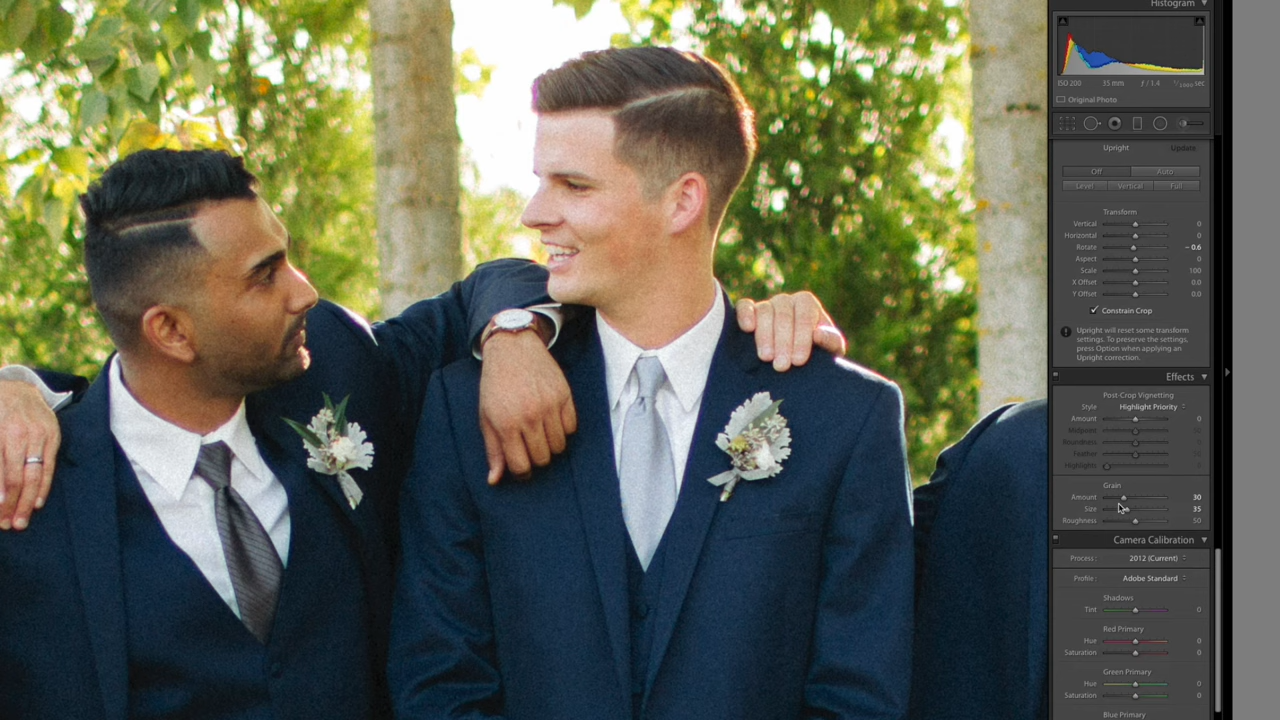 Histogram
ISO 200 35 mm f / 1.4 sec
Original Photo
Upright Update
Off Auto
Level Vertical Full
Transform
Vertical 0
Horizontal 0
Rotate – 0.6
Aspect 0
Scale 100
X Offset 0.0
Y Offset 0.0
Constrain Crop
Upright will reset some transform
settings. To preserve the settings,
press Option when applying an
Upright correction.
Effects
Post-Crop Vignetting
Style Highlight Priority
Amount 0
Midpoint
Roundness
Feather
Highlights
Grain
Amount 30
Size 35
Roughness 50
Camera Calibration
Process : 2012 (Current)
Profile : Adobe Standard
Shadows
Tint 0
Red Primary
Hue 0
Saturation 0
Green Primary
Hue 0
Saturation 0
Blue Primary